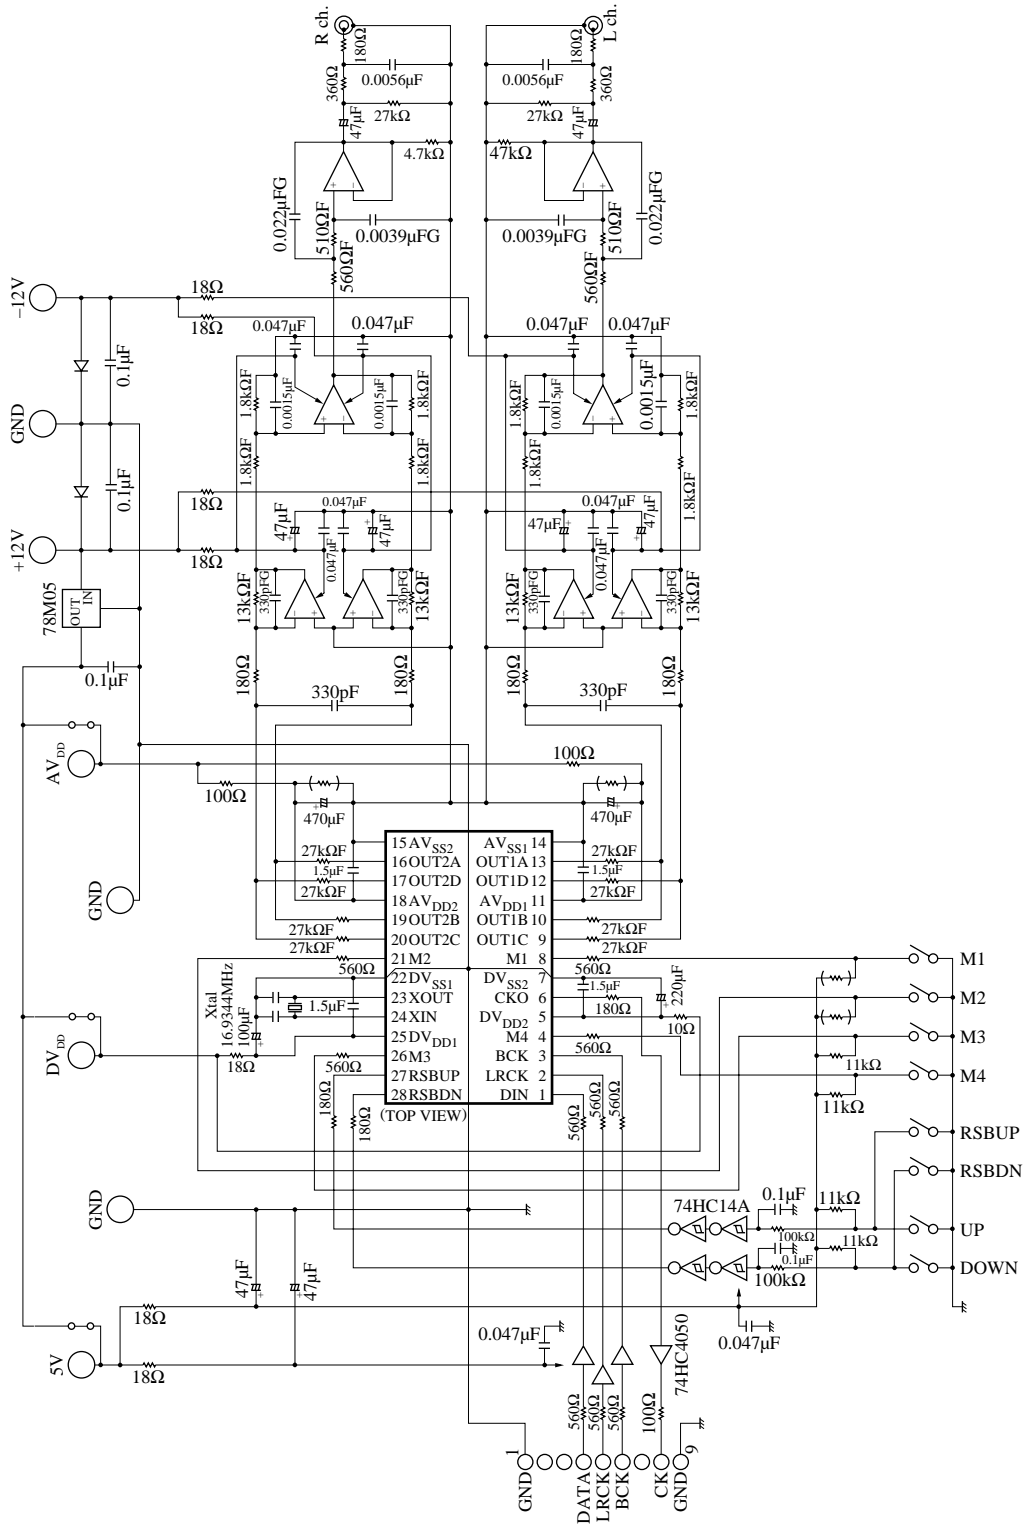 R ch.
L ch.
180Ω
180Ω
0.0056μF
0.0056μF
360Ω
360Ω
27kΩ
27kΩ
47μF
47μF
4.7kΩ
47kΩ
+
−
−
+
0.022μFG
0.022μFG
510ΩF
510ΩF
0.0039μFG
0.0039μFG
560ΩF
560ΩF
−12V
18Ω
18Ω
0.047μF
0.047μF
0.047μF
0.047μF
0.1μF
1.8kΩF
0.0015μF
0.0015μF
1.8kΩF
1.8kΩF
0.0015μF
0.0015μF
1.8kΩF
+
−
−
+
GND
1.8kΩF
1.8kΩF
1.8kΩF
1.8kΩF
0.1μF
18Ω
47μF
0.047μF
47μF
47μF
0.047μF
47μF
+12V
18Ω
0.047μF
0.047μF
78M05
OUT
IN
13kΩF
330pFG
330pFG
13kΩF
13kΩF
330pFG
330pFG
13kΩF
−
+
+
−
−
+
+
−
0.1μF
180Ω
180Ω
180Ω
180Ω
330pF
330pF
AVDD
100Ω
100Ω
470μF
470μF
15 AVSS2
AVSS1 14
27kΩF
16 OUT2A
OUT1A 13
27kΩF
1.5μF
1.5μF
17 OUT2D
OUT1D 12
27kΩF
27kΩF
GND
18 AVDD2
AVDD1 11
19 OUT2B
OUT1B 10
27kΩF
27kΩF
20 OUT2C
OUT1C 9
27kΩF
27kΩF
21 M2
M1 8
M1
560Ω
560Ω
22 DVSS1
DVSS2 7
Xtal
16.9344MHz
100μF
1.5μF
220μF
23 XOUT
CKO 6
M2
1.5μF
180Ω
24 XIN
DVDD2 5
10Ω
25 DVDD1
M4 4
M3
DVDD
18Ω
560Ω
560Ω
26 M3
BCK 3
11kΩ
27 RSBUP
LRCK 2
M4
28 RSBDN
DIN 1
11kΩ
(TOP VIEW)
180Ω
180Ω
560Ω
560Ω
560Ω
RSBUP
RSBDN
GND
74HC14A
0.1μF
11kΩ
UP
100kΩ
0.1μF
11kΩ
100kΩ
DOWN
47μF
47μF
18Ω
0.047μF
0.047μF
5V
18Ω
74HC4050
560Ω
560Ω
560Ω
100Ω
1
9
GND
DATA
LRCK
BCK
CK
GND